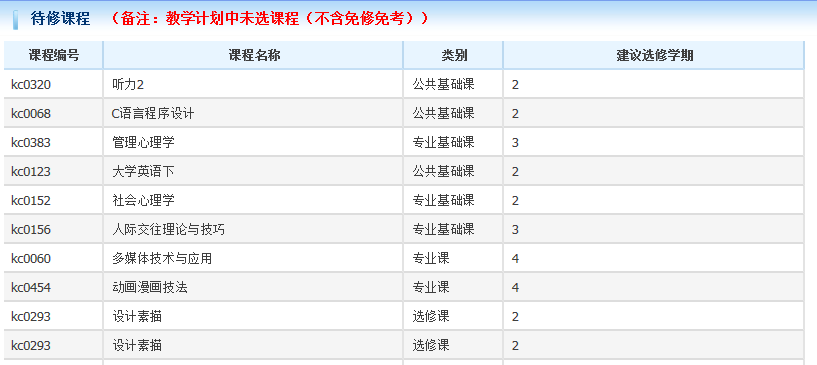 待修课程 （备注：教学计划中未选课程（不含免修免考））
课程编号 课程名称 类别 建议选修学期
kc0320 听力2 公共基础课 2
kc0068 C语言程序设计 公共基础课 2
kc0383 管理心理学 专业基础课 3
kc0123 大学英语下 公共基础课 2
kc0152 社会心理学 专业基础课 2
kc0156 人际交往理论与技巧 专业基础课 3
kc0060 多媒体技术与应用 专业课 4
kc0454 动画漫画技法 专业课 4
kc0293 设计素描 选修课 2
kc0293 设计素描 选修课 2